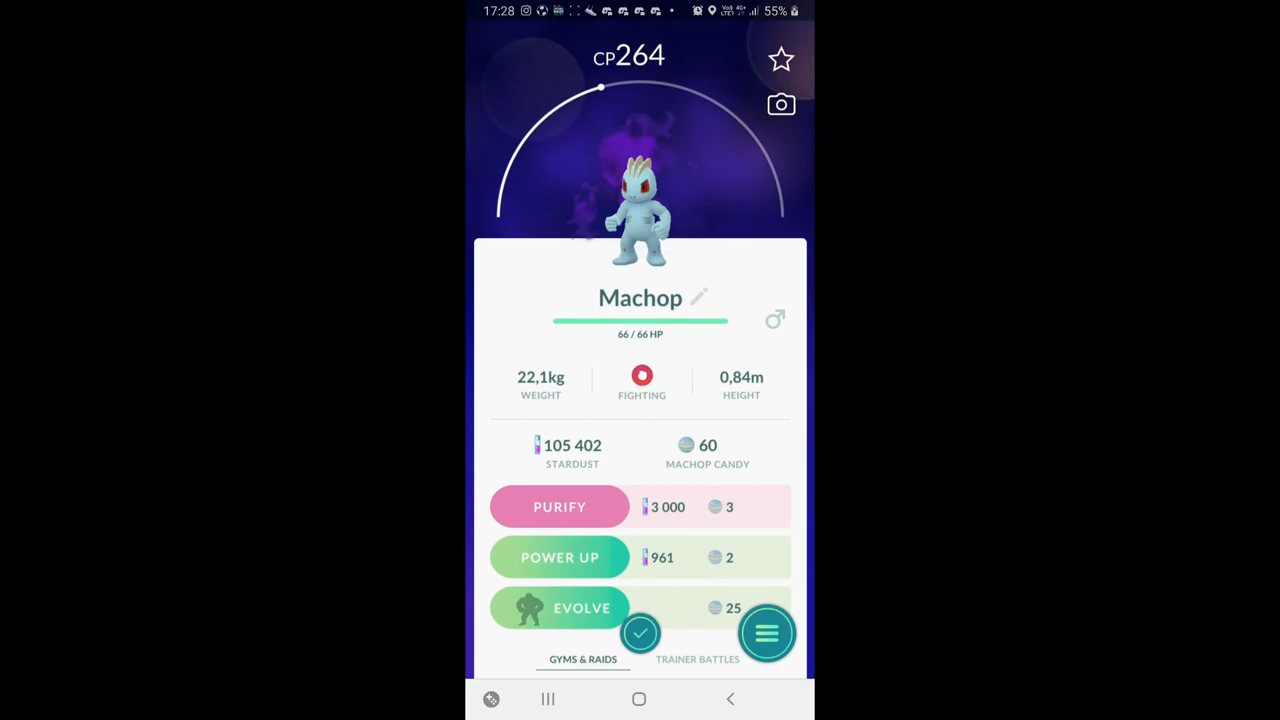 17:28 55%
CP264
Machop
66 / 66 HP
22,1kg 0,84m
WEIGHT FIGHTING HEIGHT
105 402 60
STARDUST MACHOP CANDY
PURIFY 3 000 3
POWER UP 961 2
EVOLVE 25
GYMS & RAIDS TRAINER BATTLES